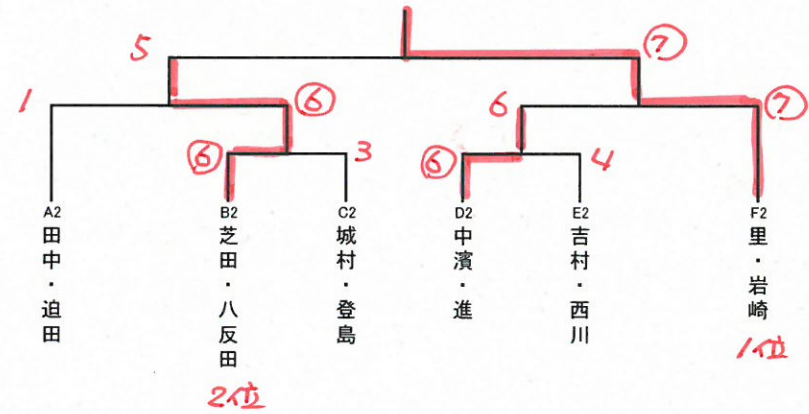 5 ⑦
1 ⑥ 6 ⑦
⑥ 3 ⑥ 4
A2 B2 C2 D2 E2 F2
田中・迫田
芝田・八反田
城村・登島
中濱・進
吉村・西川
里・岩崎
2位
1位